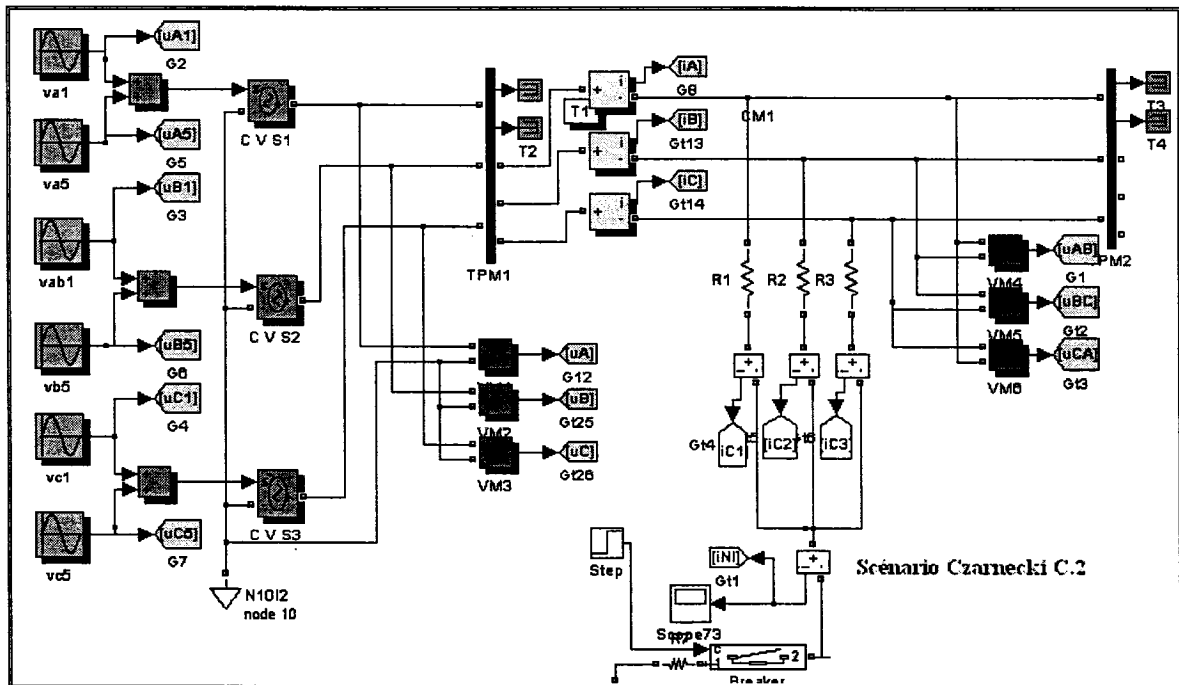 [uA1]
G2
va1
C V S1
[uA5]
G5
va5
[uB1]
G3
vab1
C V S2
[uB5]
G6
vb5
[uC1]
G4
vc1
C V S3
G7
vc5
N10I2
node 10
T2
TPM1
[iA]
G8
T1
CM1
[iB]
Gt13
[iC]
Gt14
T3
T4
PM2
R1
R2
R3
[uAB]
G1
VM4
[uBC]
Gt2
VM5
[uCA]
Gt3
VM6
[uA]
G12
[uB]
VM2
Gt25
[uC]
VM3
Gt26
Gt4
iC1]
[iC2]
[iC3]
Step
[iN]
Gt1
Scope73
Scénario Czarnecki C.2
c
1
2
Breaker